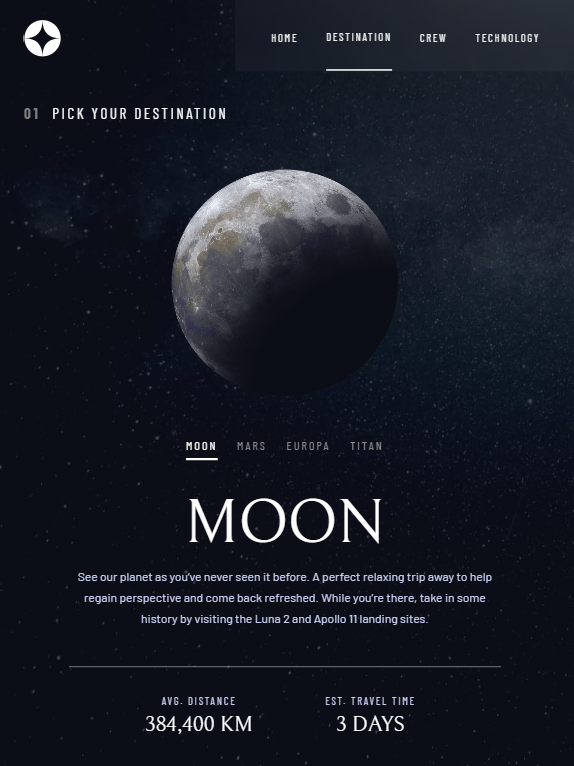 HOME DESTINATION CREW TECHNOLOGY
01 PICK YOUR DESTINATION
MOON MARS EUROPA TITAN
MOON
See our planet as you've never seen it before. A perfect relaxing trip away to help
regain perspective and come back refreshed. While you're there, take in some
history by visiting the Luna 2 and Apollo 11 landing sites.
AVG. DISTANCE EST. TRAVEL TIME
384,400 KM 3 DAYS